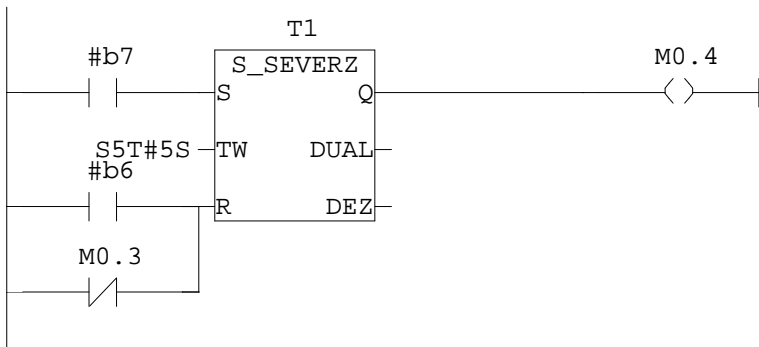 T1
#b7
S_SEVERZ
M0.4
S
Q
S5T#5S
TW
DUAL
#b6
R
DEZ
M0.3